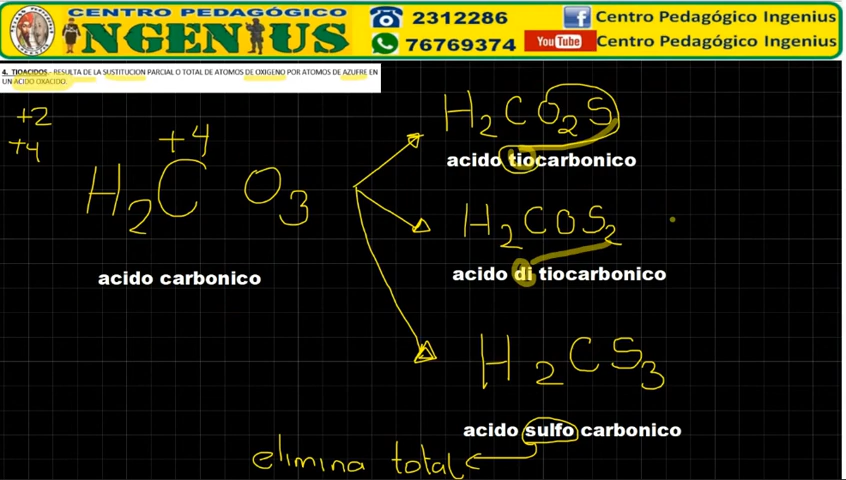 CENTRO PEDAGÓGICO
INGENIUS
2312286
76769374
Centro Pedagógico Ingenius
YouTube Centro Pedagógico Ingenius
4. TIOACIDOS.- RESULTA DE LA SUSTITUCION PARCIAL O TOTAL DE ATOMOS DE OXIGENO POR ATOMOS DE AZUFRE EN
UN ACIDO OXACIDO.
+2
+4
+4
H2C O3
acido carbonico
H2CO2S
acido tiocarbonico
H2COS2
acido di tiocarbonico
H2CS3
acido sulfo carbonico
elimina total